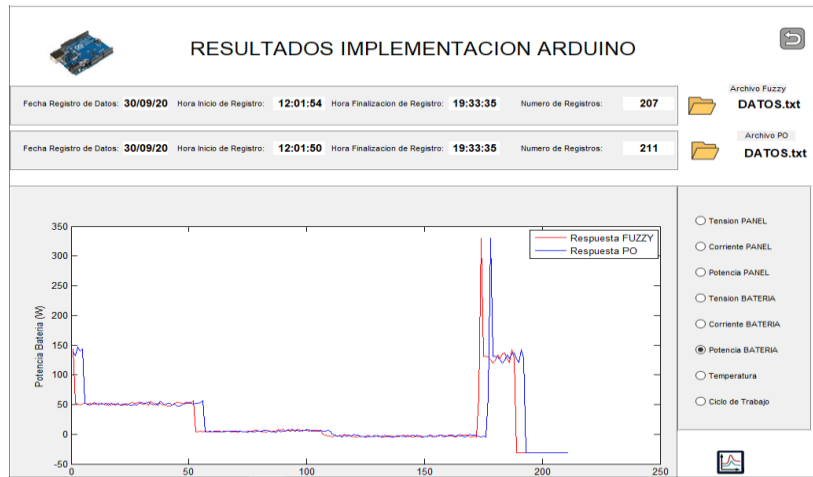 RESULTADOS IMPLEMENTACION ARDUINO
Fecha Registro de Datos: 30/09/20 Hora Inicio de Registro: 12:01:54 Hora Finalizacion de Registro: 19:33:35 Numero de Registros: 207
Archivo Fuzzy
DATOS.txt
Fecha Registro de Datos: 30/09/20 Hora Inicio de Registro: 12:01:50 Hora Finalizacion de Registro: 19:33:35 Numero de Registros: 211
Archivo PO
DATOS.txt
Potencia Bateria (W)
350
300
250
200
150
100
50
0
-50
0 50 100 150 200 250
Respuesta FUZZY
Respuesta PO
Tension PANEL
Corriente PANEL
Potencia PANEL
Tension BATERIA
Corriente BATERIA
Potencia BATERIA
Temperatura
Ciclo de Trabajo